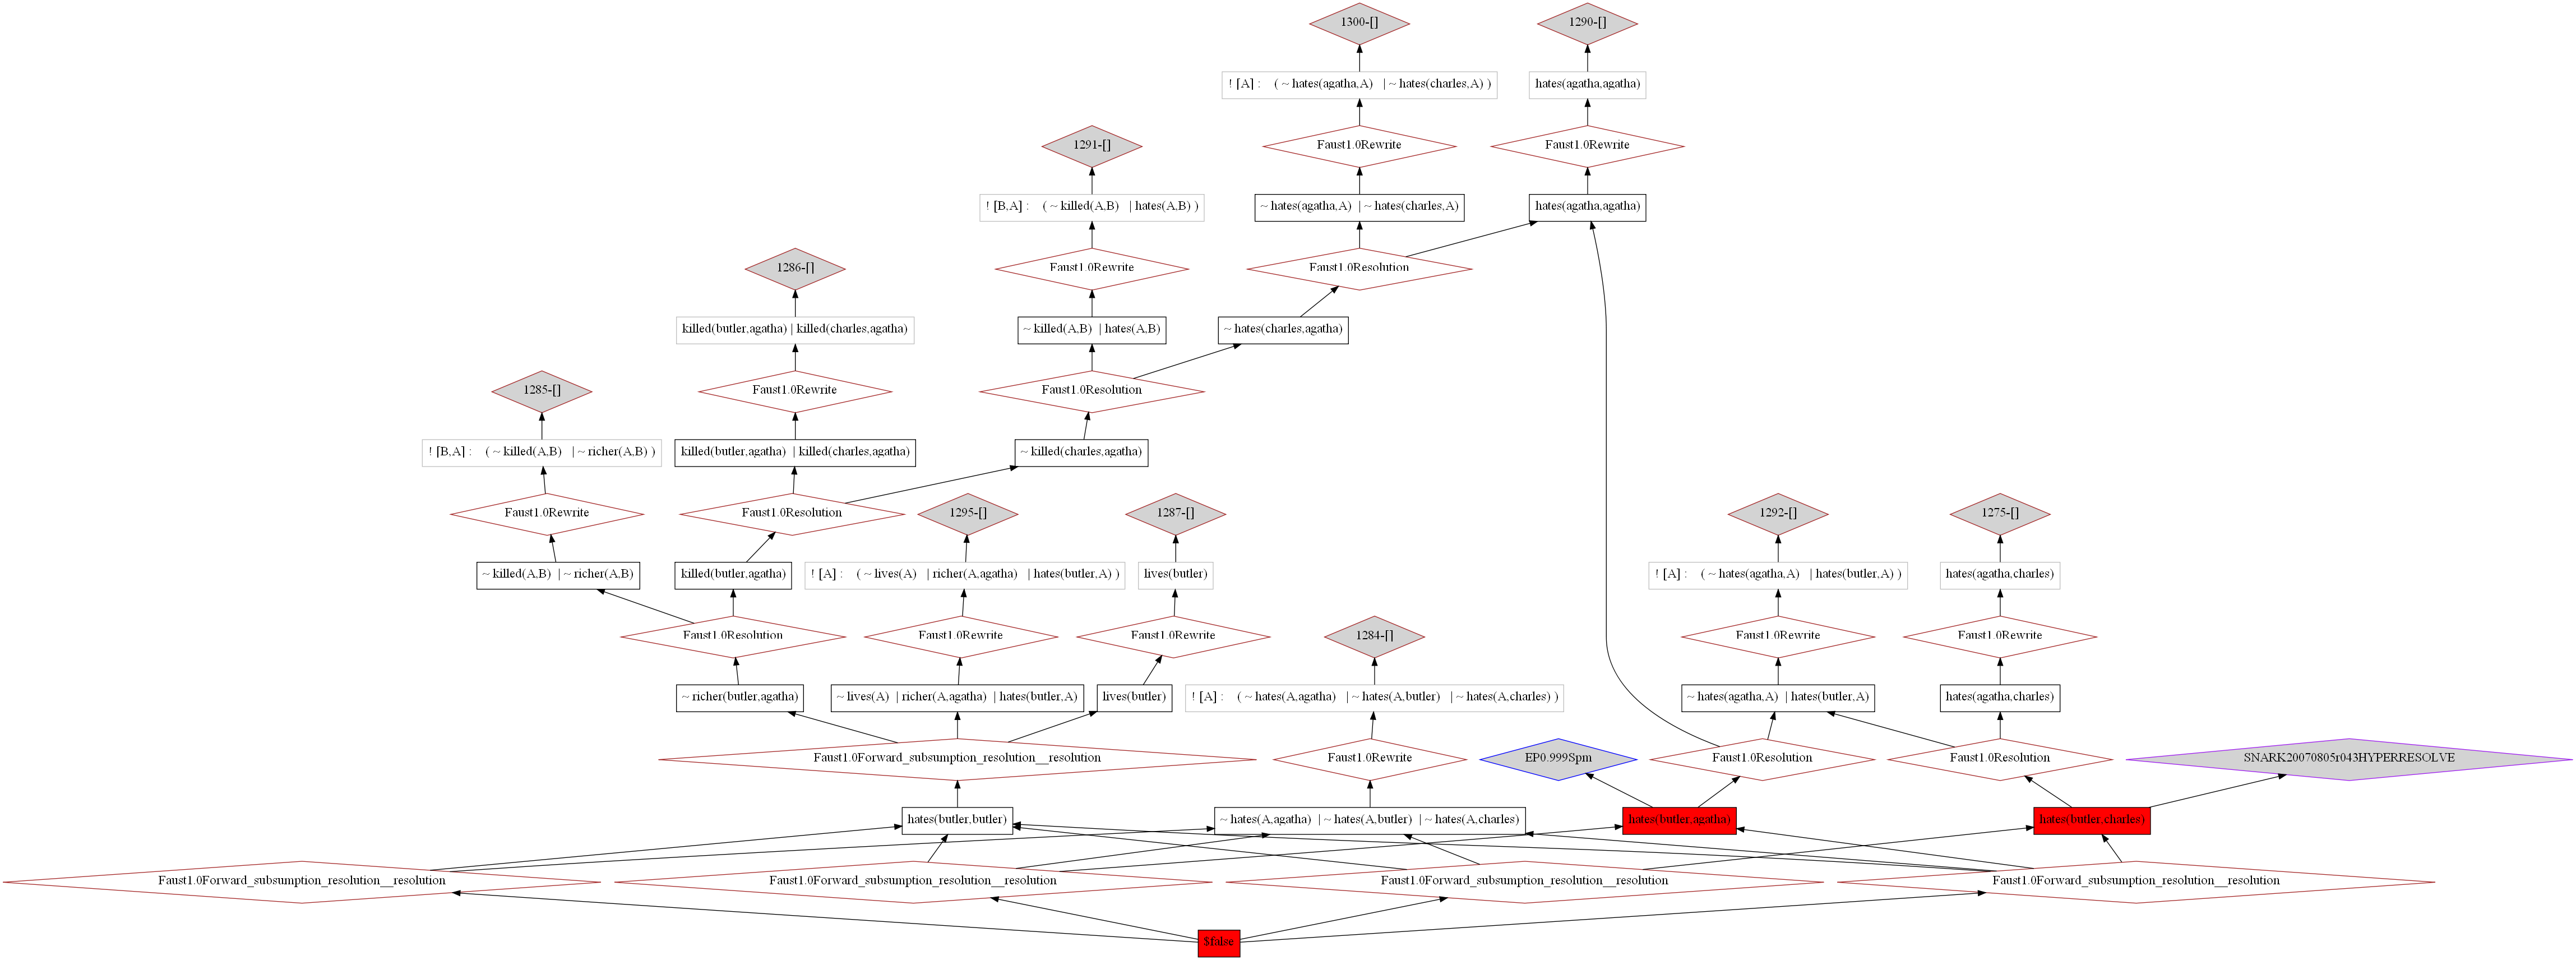 1300-[]
1290-[]
! [A] : ( ~ hates(agatha,A) | ~ hates(charles,A) )
hates(agatha,agatha)
1291-[]
Faust1.0Rewrite
Faust1.0Rewrite
! [B,A] : ( ~ killed(A,B) | hates(A,B) )
~ hates(agatha,A) | ~ hates(charles,A)
hates(agatha,agatha)
1286-[]
Faust1.0Rewrite
Faust1.0Resolution
killed(butler,agatha) | killed(charles,agatha)
~ killed(A,B) | hates(A,B)
~ hates(charles,agatha)
1285-[]
Faust1.0Rewrite
Faust1.0Resolution
! [B,A] : ( ~ killed(A,B) | ~ richer(A,B) )
killed(butler,agatha) | killed(charles,agatha)
~ killed(charles,agatha)
Faust1.0Rewrite
Faust1.0Resolution
1295-[]
1287-[]
1292-[]
1275-[]
~ killed(A,B) | ~ richer(A,B)
killed(butler,agatha)
! [A] : ( ~ lives(A) | richer(A,agatha) | hates(butler,A) )
lives(butler)
! [A] : ( ~ hates(agatha,A) | hates(butler,A) )
hates(agatha,charles)
Faust1.0Resolution
Faust1.0Rewrite
Faust1.0Rewrite
1284-[]
Faust1.0Rewrite
Faust1.0Rewrite
~ richer(butler,agatha)
~ lives(A) | richer(A,agatha) | hates(butler,A)
lives(butler)
! [A] : ( ~ hates(A,agatha) | ~ hates(A,butler) | ~ hates(A,charles) )
~ hates(agatha,A) | hates(butler,A)
hates(agatha,charles)
Faust1.0Forward_subsumption_resolution__resolution
Faust1.0Rewrite
EP0.999Spm
Faust1.0Resolution
Faust1.0Resolution
SNARK20070805r043HYPERRESOLVE
hates(butler,butler)
~ hates(A,agatha) | ~ hates(A,butler) | ~ hates(A,charles)
hates(butler,agatha)
hates(butler,charles)
Faust1.0Forward_subsumption_resolution__resolution
Faust1.0Forward_subsumption_resolution__resolution
Faust1.0Forward_subsumption_resolution__resolution
Faust1.0Forward_subsumption_resolution__resolution
$false